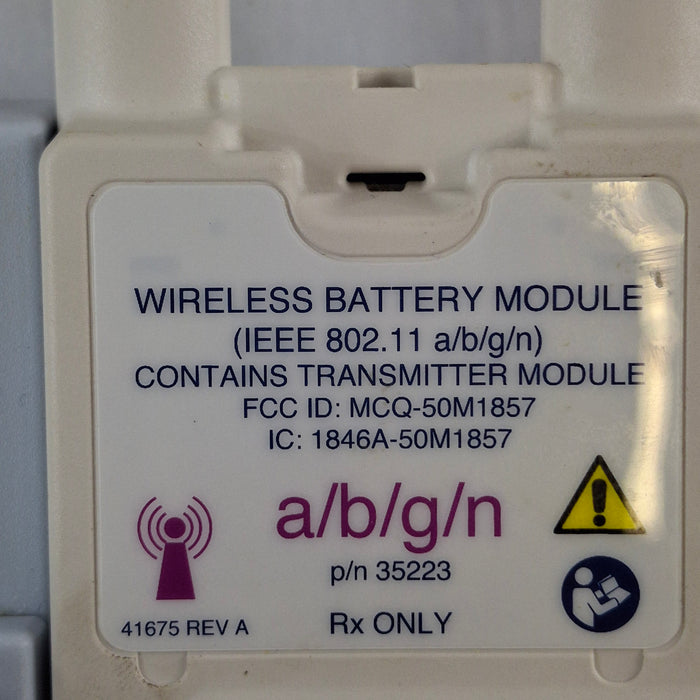 WIRELESS BATTERY MODULE
(IEEE 802.11 a/b/g/n)
CONTAINS TRANSMITTER MODULE
FCC ID: MCQ-50M1857
IC: 1846A-50M1857
a/b/g/n
p/n 35223
41675 REV A
Rx ONLY